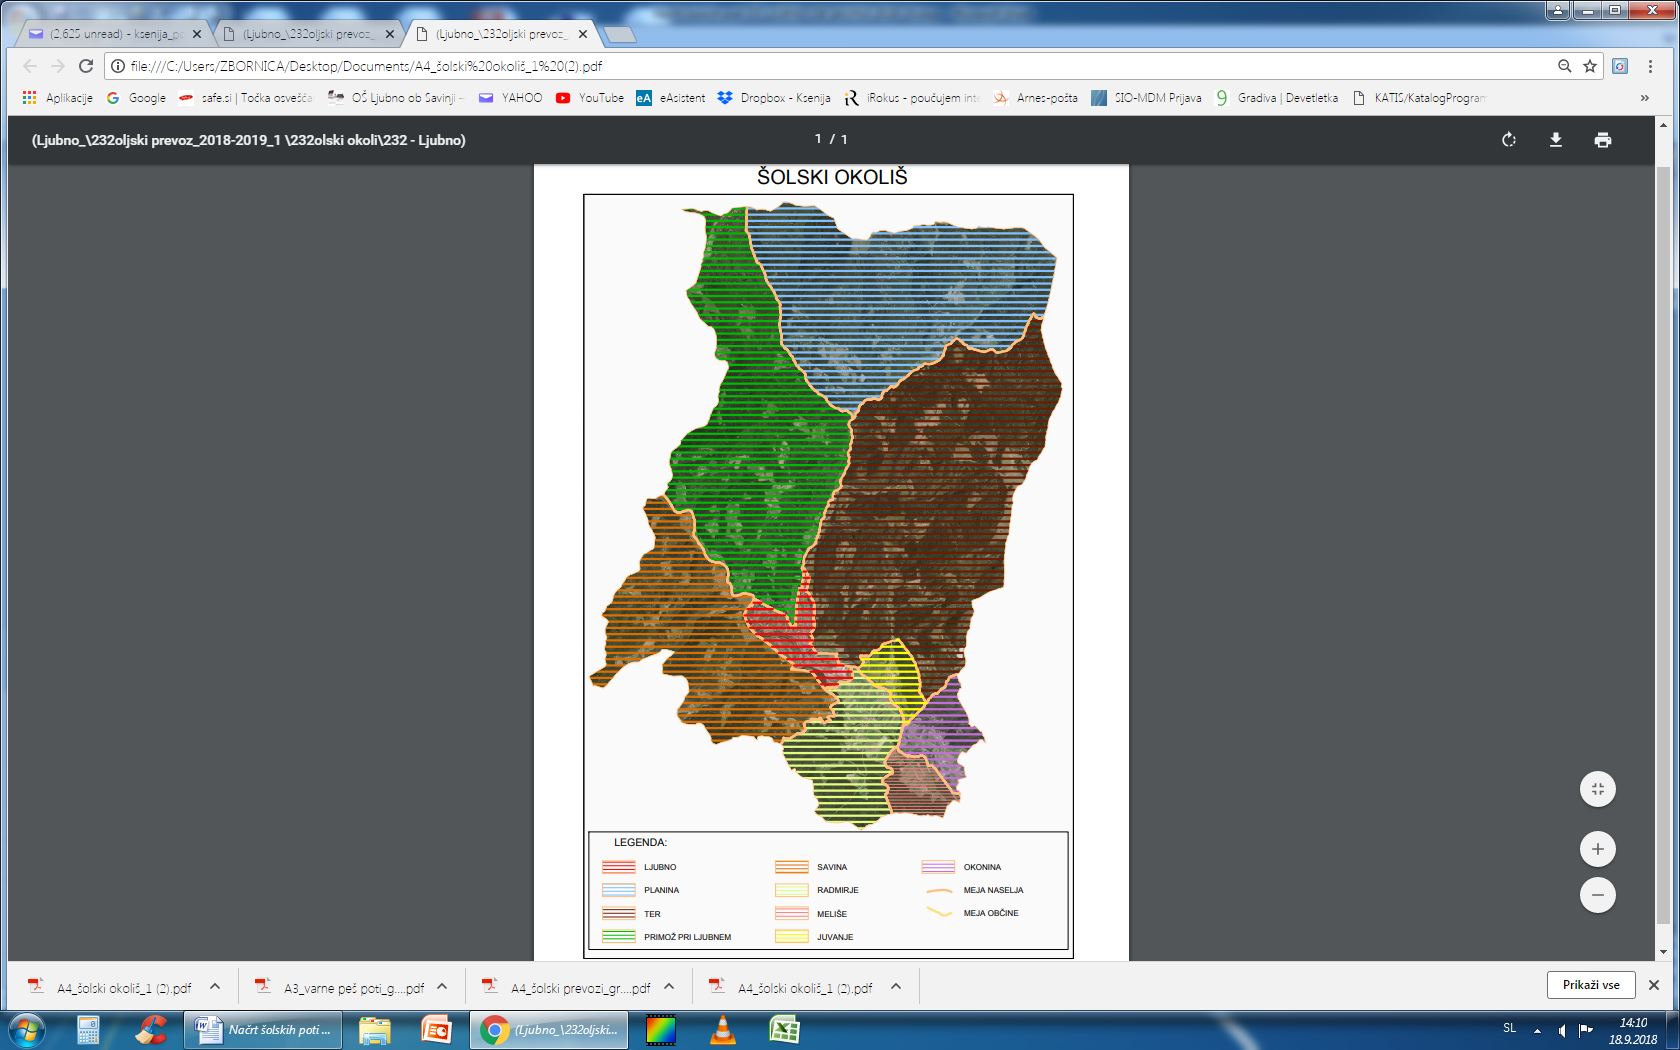 (2.625 unread) - ksenija_po
(Ljubno_\232oljski prevoz_
(Ljubno_\232oljski prevoz_
file:///C:/Users/ZBORNICA/Desktop/Documents/A4_šolski%20okoliš_1%20(2).pdf
Aplikacije
Google
safe.si | Točka osvešča
OŠ Ljubno ob Savinji –
YAHOO
YouTube
eA eAsistent
Dropbox - Ksenija
iRokus - poučujem inte
Arnes-pošta
SIO-MDM Prijava
Gradiva | Devetletka
KATIS/KatalogProgram
»
(Ljubno_\232oljski prevoz_2018-2019_1 \232olski okoli\232 - Ljubno)
1 / 1
ŠOLSKI OKOLIŠ
LEGENDA:
LJUBNO
SAVINA
OKONINA
PLANINA
RADMIRJE
MEJA NASELJA
TER
MELIŠE
MEJA OBČINE
PRIMOŽ PRI LJUBNEM
JUVANJE
A4_šolski okoliš_1 (2).pdf
A3_varne peš poti_g....pdf
A4_šolski prevozi_gr....pdf
A4_šolski okoliš_1 (2).pdf
Prikaži vse
Načrt šolskih poti ...
(Ljubno_\232oljski...
SL
14:10
18.9.2018